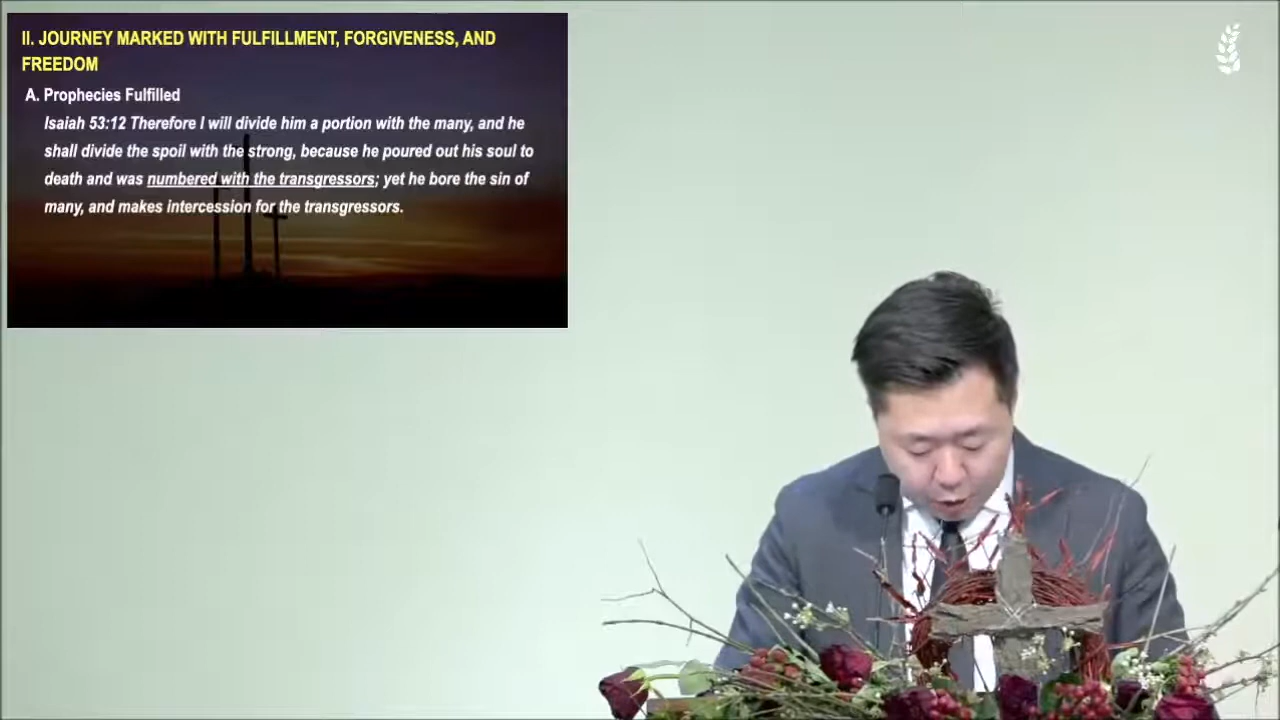 II. JOURNEY MARKED WITH FULFILLMENT, FORGIVENESS, AND
FREEDOM
A. Prophecies Fulfilled
Isaiah 53:12 Therefore I will divide him a portion with the many, and he
shall divide the spoil with the strong, because he poured out his soul to
death and was numbered with the transgressors; yet he bore the sin of
many, and makes intercession for the transgressors.